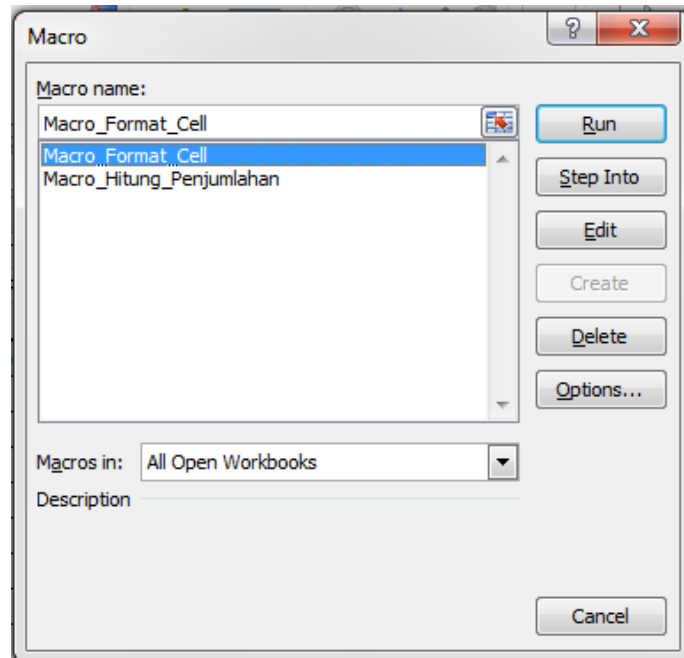 Macro
?
Macro name:
Macro_Format_Cell
Run
Macro_Format_Cell
Macro_Hitung_Penjumlahan
Step Into
Edit
Create
Delete
Options...
Macros in:
All Open Workbooks
Description
Cancel